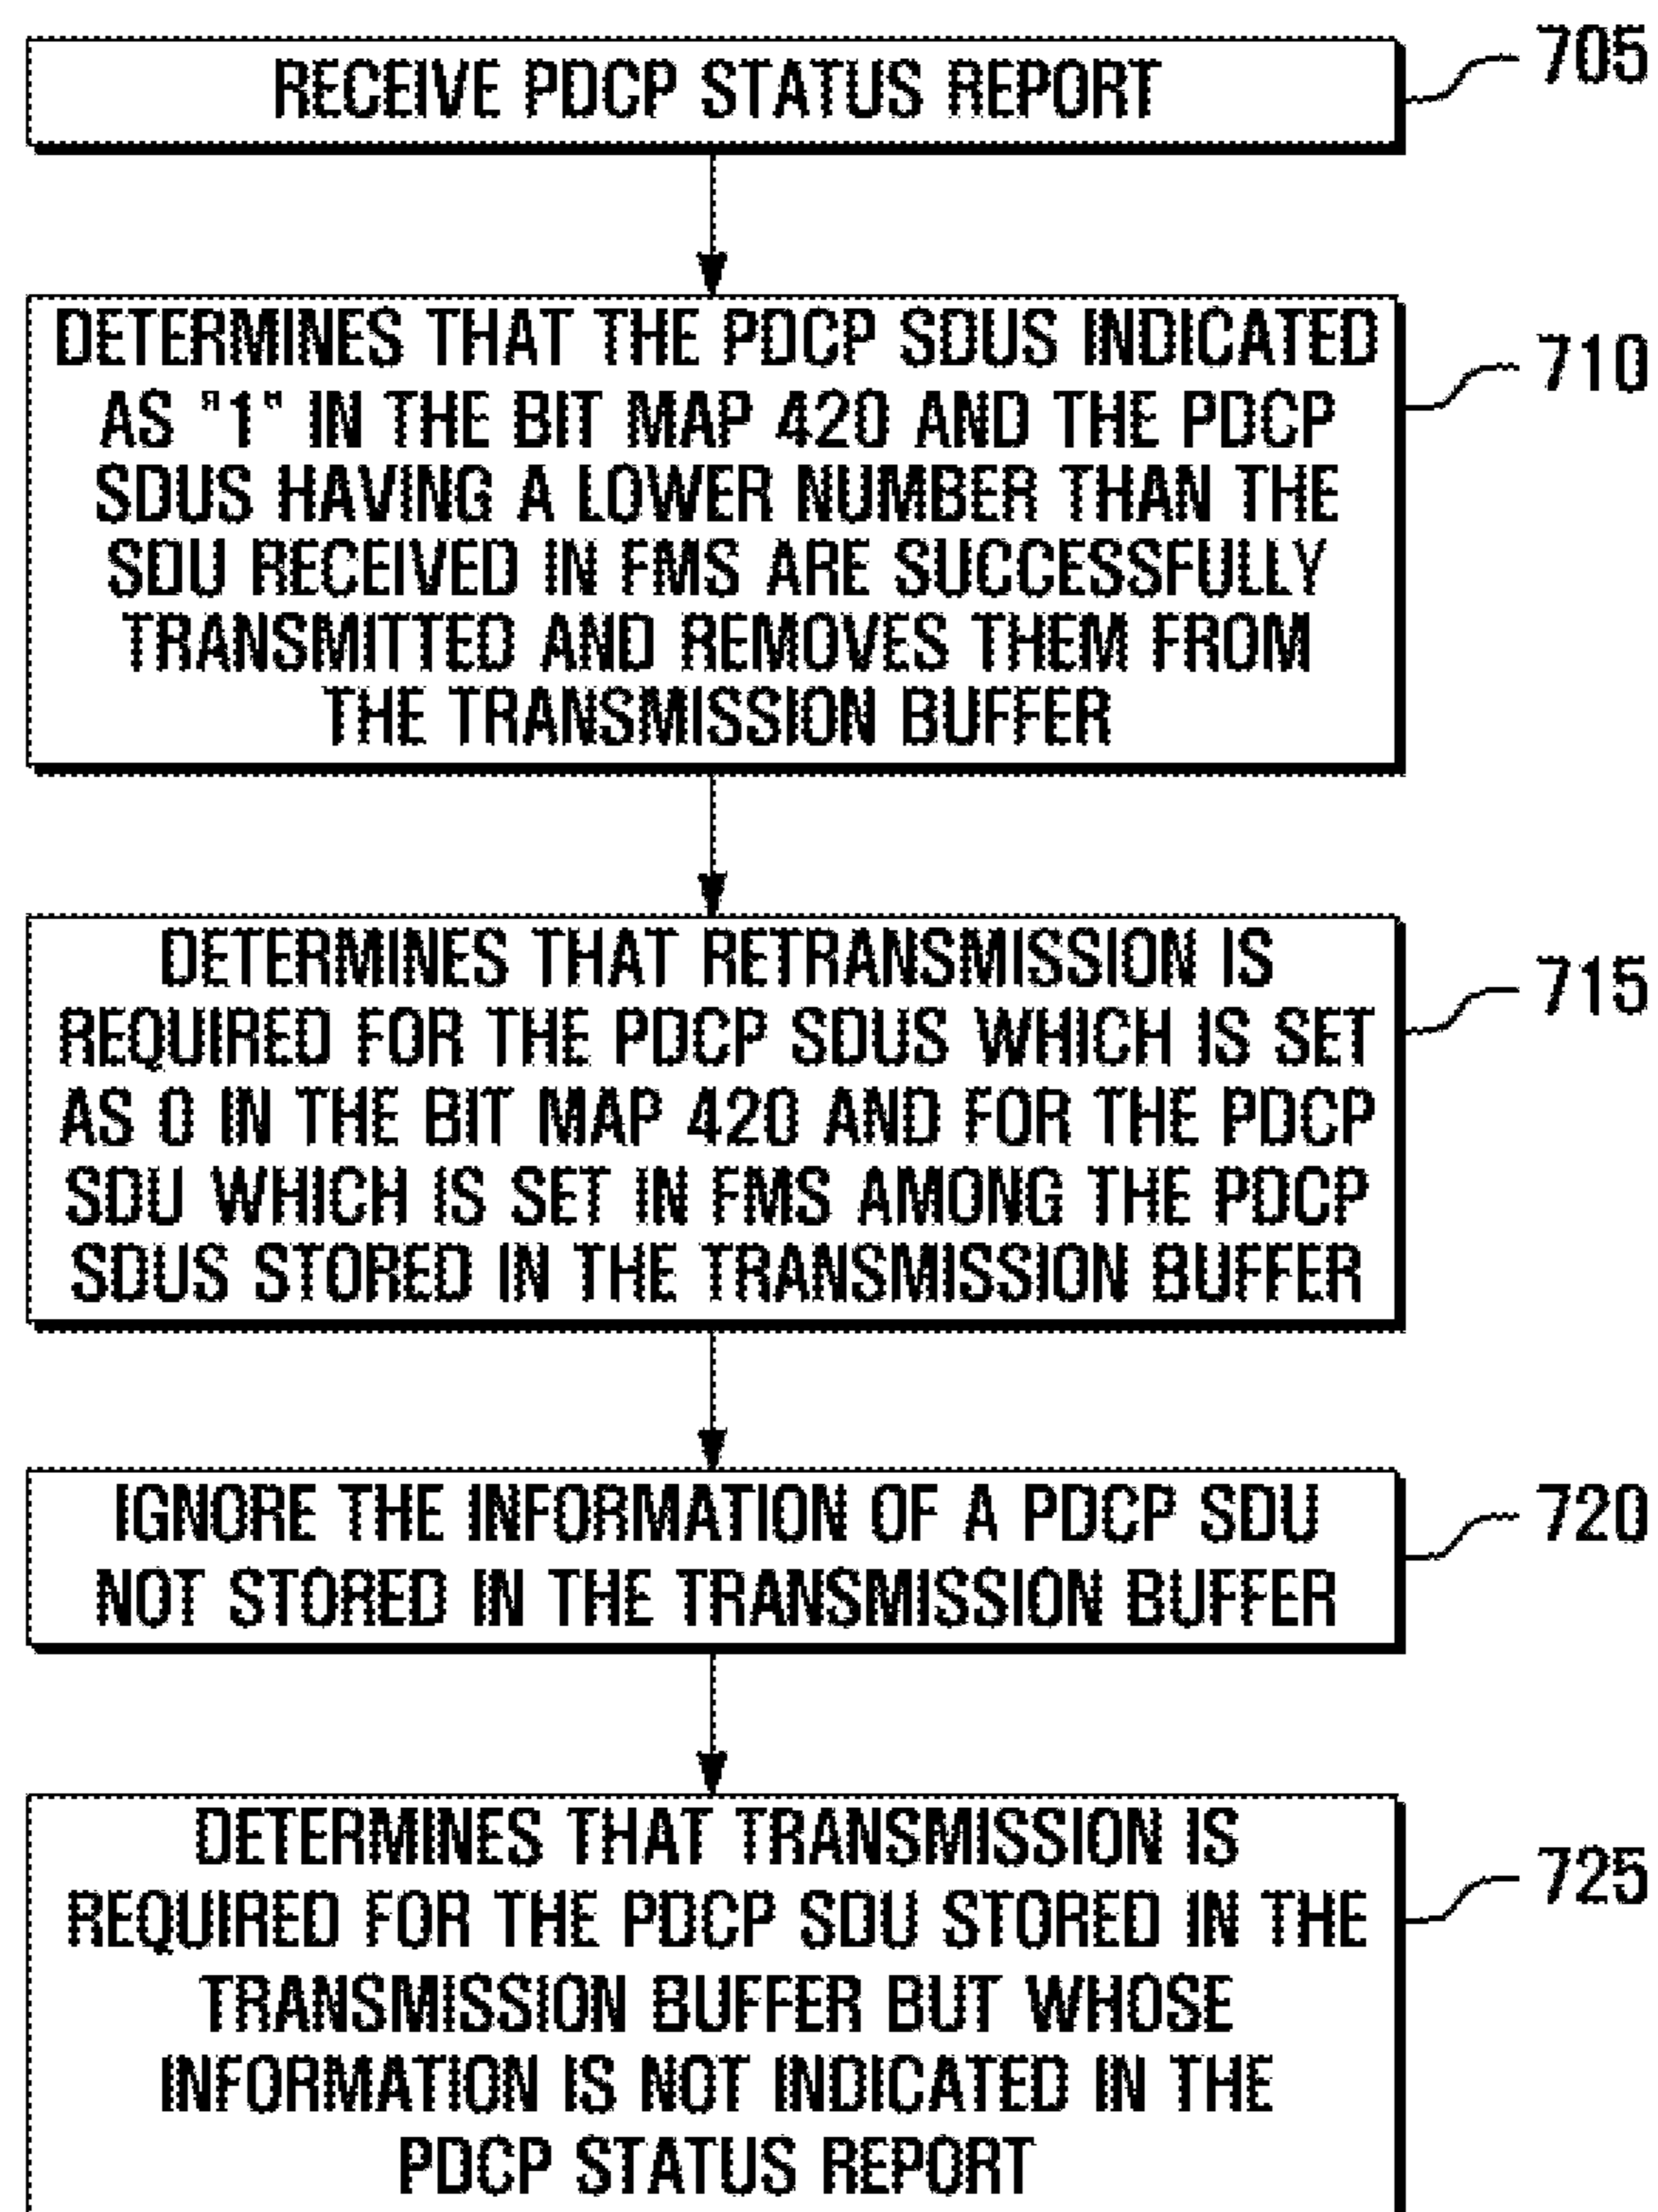 RECEIVE PDCP STATUS REPORT
705
DETERMINES THAT THE PDCP SDUS INDICATED
AS "1" IN THE BIT MAP 420 AND THE PDCP
SDUS HAVING A LOWER NUMBER THAN THE
SDU RECEIVED IN FMS ARE SUCCESSFULLY
TRANSMITTED AND REMOVES THEM FROM
THE TRANSMISSION BUFFER
710
DETERMINES THAT RETRANSMISSION IS
REQUIRED FOR THE PDCP SDUS WHICH IS SET
AS 0 IN THE BIT MAP 420 AND FOR THE PDCP
SDU WHICH IS SET IN FMS AMONG THE PDCP
SDUS STORED IN THE TRANSMISSION BUFFER
715
IGNORE THE INFORMATION OF A PDCP SDU
NOT STORED IN THE TRANSMISSION BUFFER
720
DETERMINES THAT TRANSMISSION IS
REQUIRED FOR THE PDCP SDU STORED IN THE
TRANSMISSION BUFFER BUT WHOSE
INFORMATION IS NOT INDICATED IN THE
PDCP STATUS REPORT
725